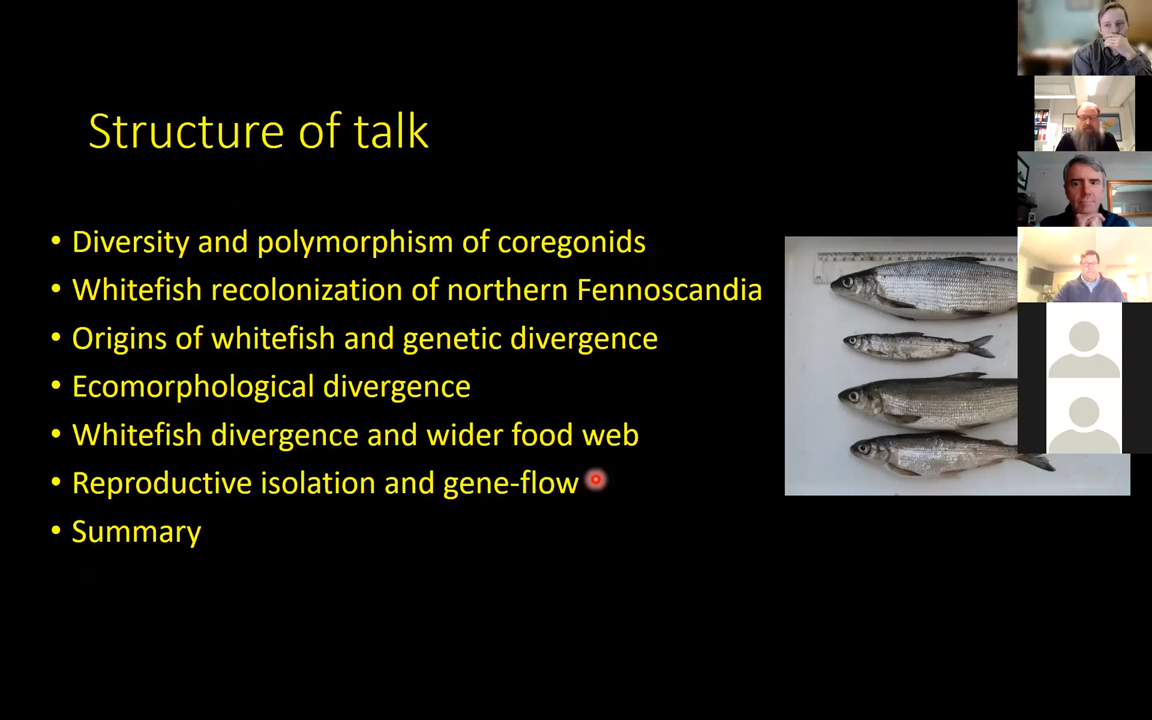 Structure of talk
• Diversity and polymorphism of coregonids
• Whitefish recolonization of northern Fennoscandia
• Origins of whitefish and genetic divergence
• Ecomorphological divergence
• Whitefish divergence and wider food web
• Reproductive isolation and gene-flow
• Summary